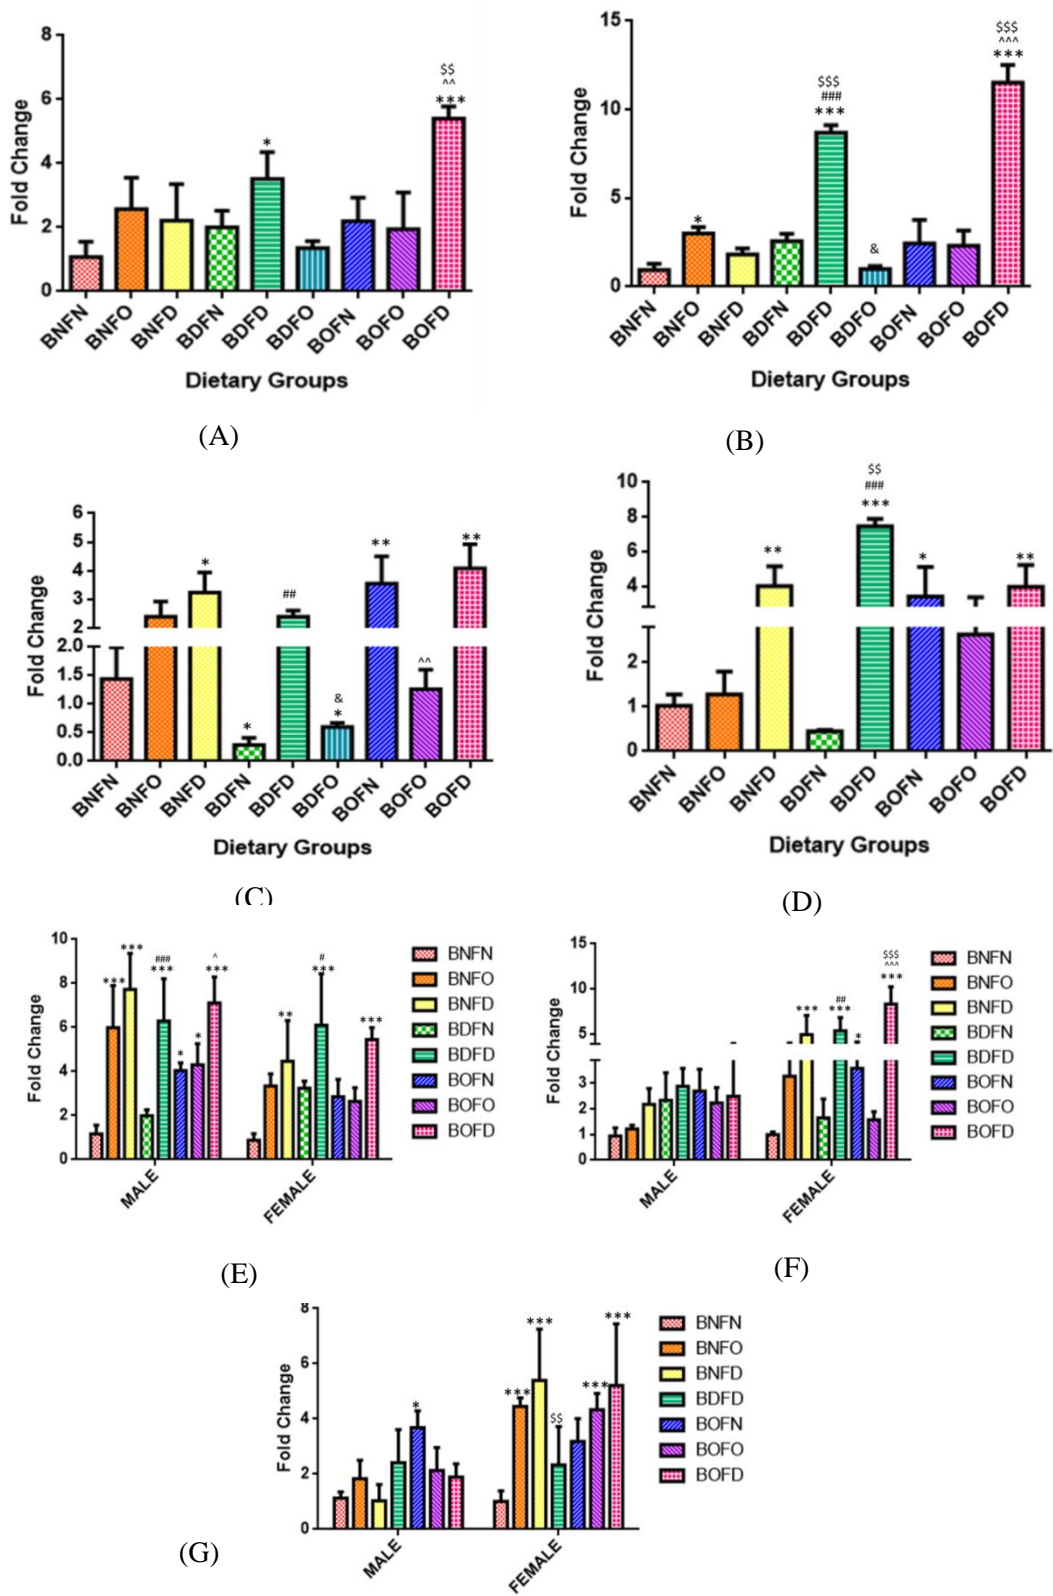 8
6
4
2
0
Fold Change
*
$$
^^
***
BNFN
BNFO
BNFD
BDFN
BDFD
BDFO
BOFN
BOFO
BOFD
Dietary Groups
(A)
15
10
5
0
Fold Change
*
$$$
###
***
&
$$$
^^^
***
BNFN
BNFO
BNFD
BDFN
BDFD
BDFO
BOFN
BOFO
BOFD
Dietary Groups
(B)
6
5
4
3
2
2.0
1.5
1.0
0.5
0.0
Fold Change
*
*
##
&
*
**
^^
**
BNFN
BNFO
BNFD
BDFN
BDFD
BDFO
BOFN
BOFO
BOFD
Dietary Groups
(C)
10
8
6
4
2
1
0
Fold Change
**
$$
###
***
*
**
BNFN
BNFO
BNFD
BDFN
BDFD
BOFN
BOFO
BOFD
Dietary Groups
(D)
10
8
6
4
2
0
Fold Change
***
***
###
***
*
*
^
***
**
#
***
***
MALE
FEMALE
BNFN
BNFO
BNFD
BDFN
BDFD
BOFN
BOFO
BOFD
(E)
15
10
5
3
2
1
0
Fold Change
***
##
***
*
$$$
^^^
***
MALE
FEMALE
BNFN
BNFO
BNFD
BDFN
BDFD
BOFN
BOFO
BOFD
(F)
8
6
4
2
0
Fold Change
*
***
***
$$
***
***
MALE
FEMALE
BNFN
BNFO
BNFD
BDFD
BOFN
BOFO
BOFD
(G)